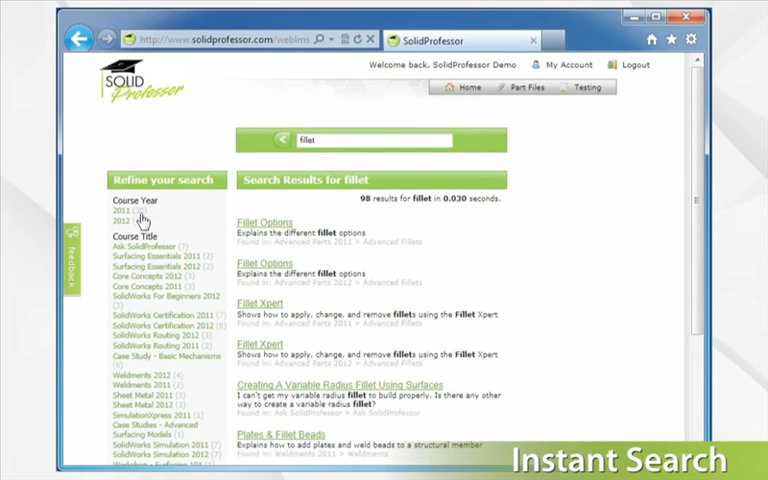 http://www.solidprofessor.com/weblms
SolidProfessor
SOLID
Professor
Welcome back, SolidProfessor Demo
My Account
Logout
Home
Part Files
Testing
fillet
Refine your search
Course Year
2011
2012
Course Title
Ask SolidProfessor (7)
Surfacing Essentials 2011 (2)
Surfacing Essentials 2012 (2)
Core Concepts 2012 (3)
Core Concepts 2011 (3)
SolidWorks For Beginners 2012
(3)
SolidWorks Certification 2011 (7)
SolidWorks Certification 2012 (8)
SolidWorks Routing 2012 (3)
SolidWorks Routing 2011 (2)
Case Study - Basic Mechanisms
(6)
Weldments 2012 (4)
Weldments 2011 (2)
Sheet Metal 2011 (3)
Sheet Metal 2012 (3)
SimulationXpress 2011 (1)
Case Studies - Advanced
Surfacing Models (1)
SolidWorks Simulation 2011 (7)
SolidWorks Simulation 2012 (7)
Workshop - Surfacing 101 (1)
Search Results for fillet
98 results for fillet in 0.030 seconds.
Fillet Options
Explains the different fillet options
Found in: Advanced Parts 2011 > Advanced Fillets
Fillet Options
Explains the different fillet options
Found in: Advanced Parts 2012 > Advanced Fillets
Fillet Xpert
Shows how to apply, change, and remove fillets using the Fillet Xpert
Found in: Advanced Parts 2011 > Advanced Fillets
Fillet Xpert
Shows how to apply, change, and remove fillets using the Fillet Xpert
Found in: Advanced Parts 2012 > Advanced Fillets
Creating A Variable Radius Fillet Using Surfaces
I can't get my variable radius fillet to build properly. Is there any other
way to create a variable radius fillet?
Found in: Ask SolidProfessor > Ask SolidProfessor
Plates & Fillet Beads
Explains how to add plates and weld beads to a structural member
Found in: Weldments 2011 > Weldments
feedback
Instant Search